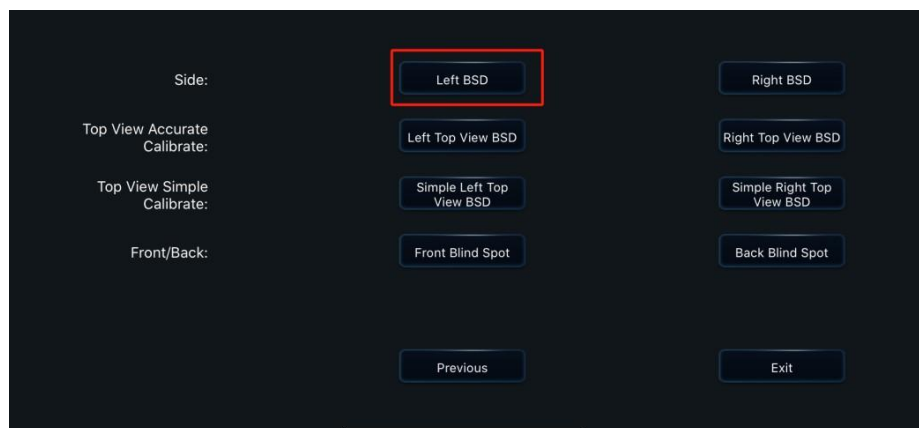 Side:
Left BSD
Right BSD
Top View Accurate
Calibrate:
Left Top View BSD
Right Top View BSD
Top View Simple
Calibrate:
Simple Left Top
View BSD
Simple Right Top
View BSD
Front/Back:
Front Blind Spot
Back Blind Spot
Previous
Exit